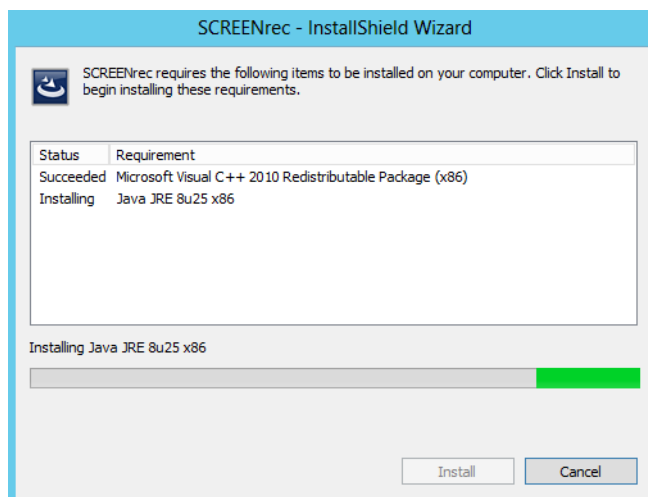 SCREENrec - InstallShield Wizard
SCREENrec requires the following items to be installed on your computer. Click Install to
begin installing these requirements.
Status Requirement
Succeeded Microsoft Visual C++ 2010 Redistributable Package (x86)
Installing Java JRE 8u25 x86
Installing Java JRE 8u25 x86
Install Cancel